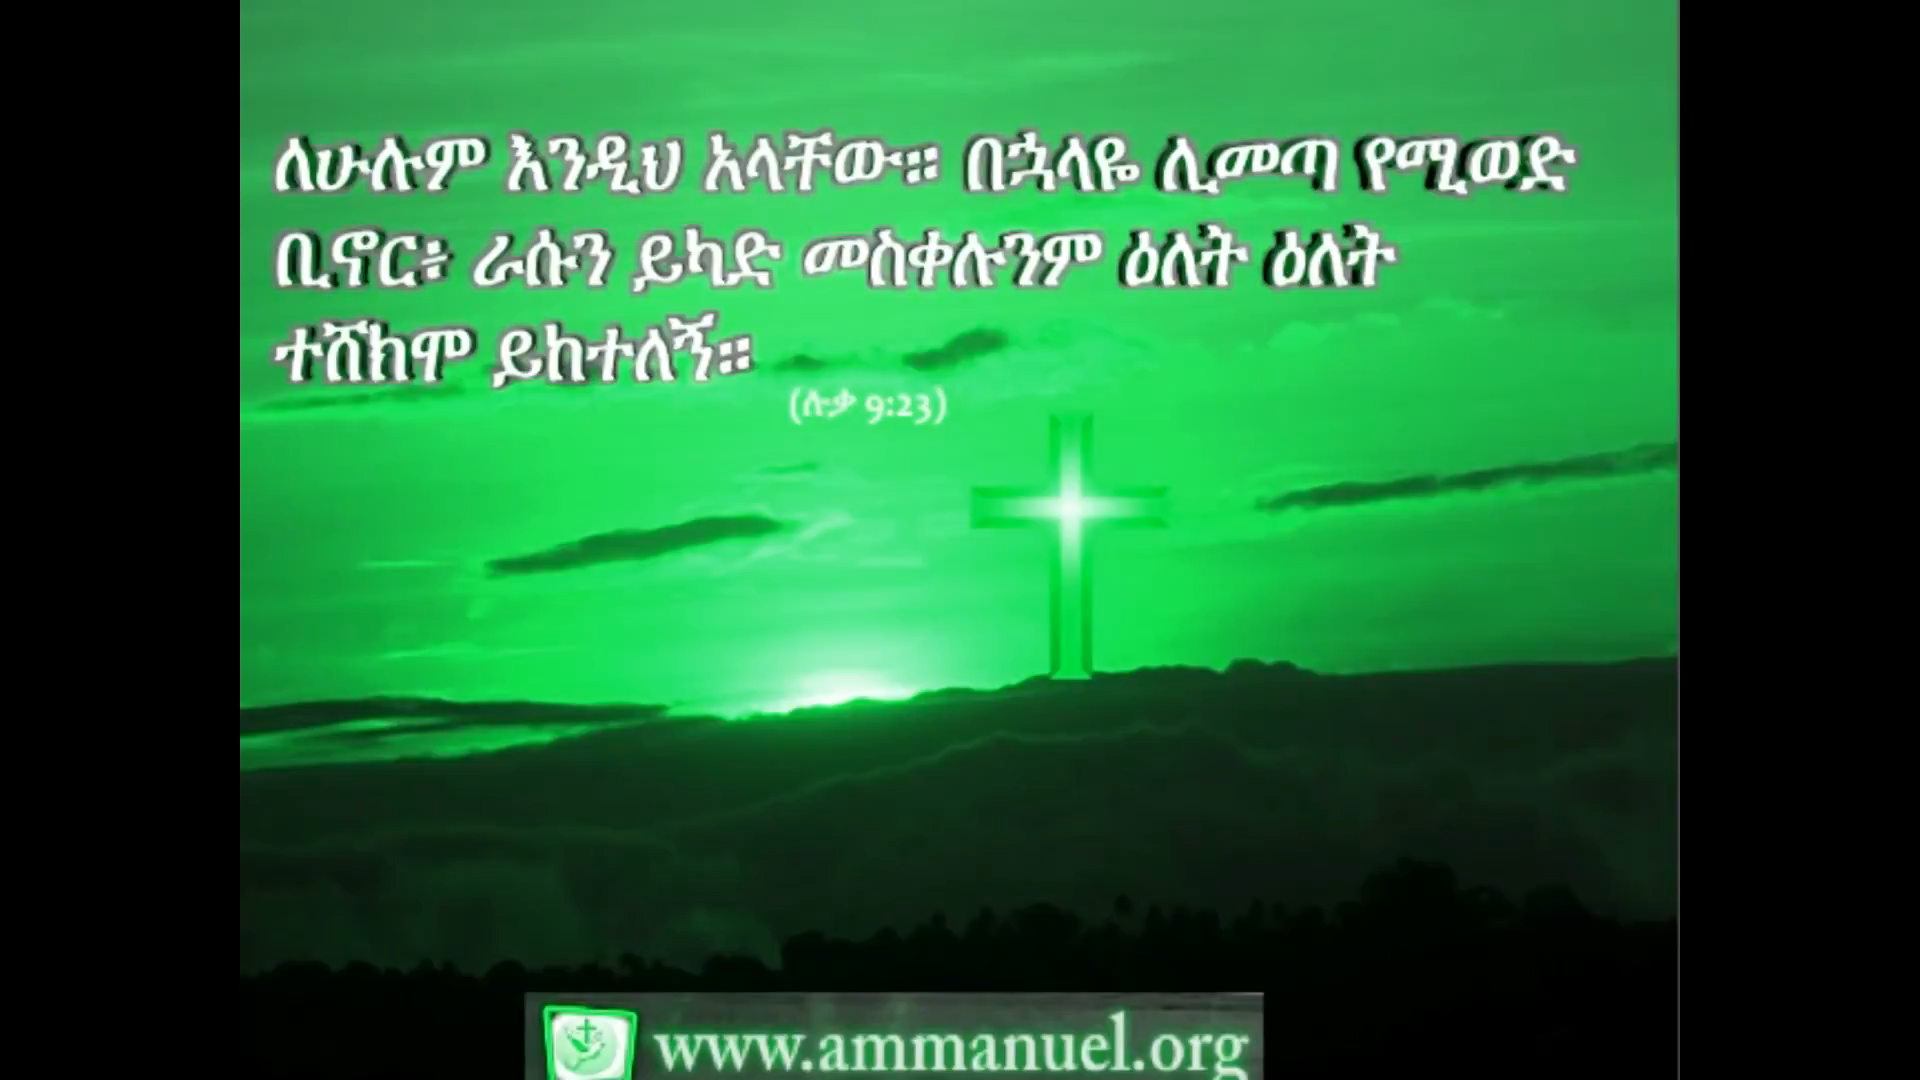 ለሁሉም እንዲህ አላቸው። በኋላዬ ሊመጣ የሚወድ
ቢኖር፥ ራሱን ይካድ መስቀሉንም ዕለት ዕለት
ተሸክሞ ይከተለኝ።
(ሉቃ 9:23)
www.ammanuel.org